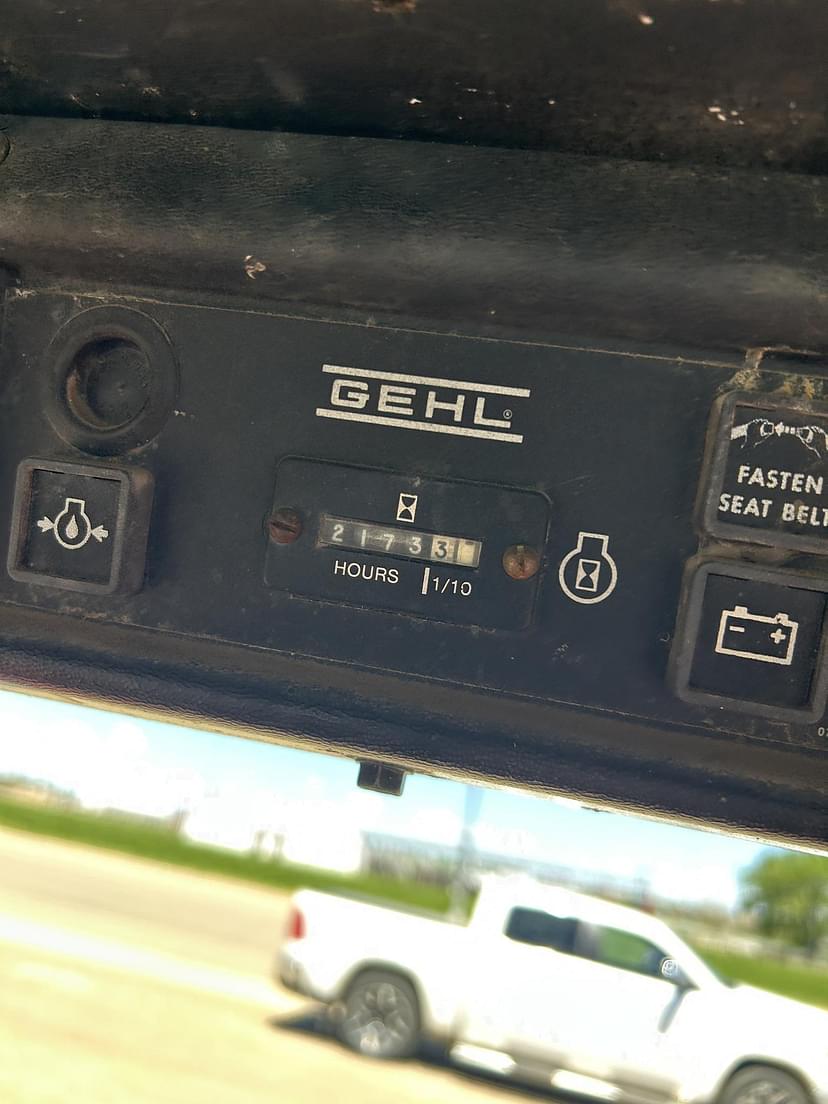 GEHL®
FASTEN
SEAT BELT
21733
HOURS 1/10